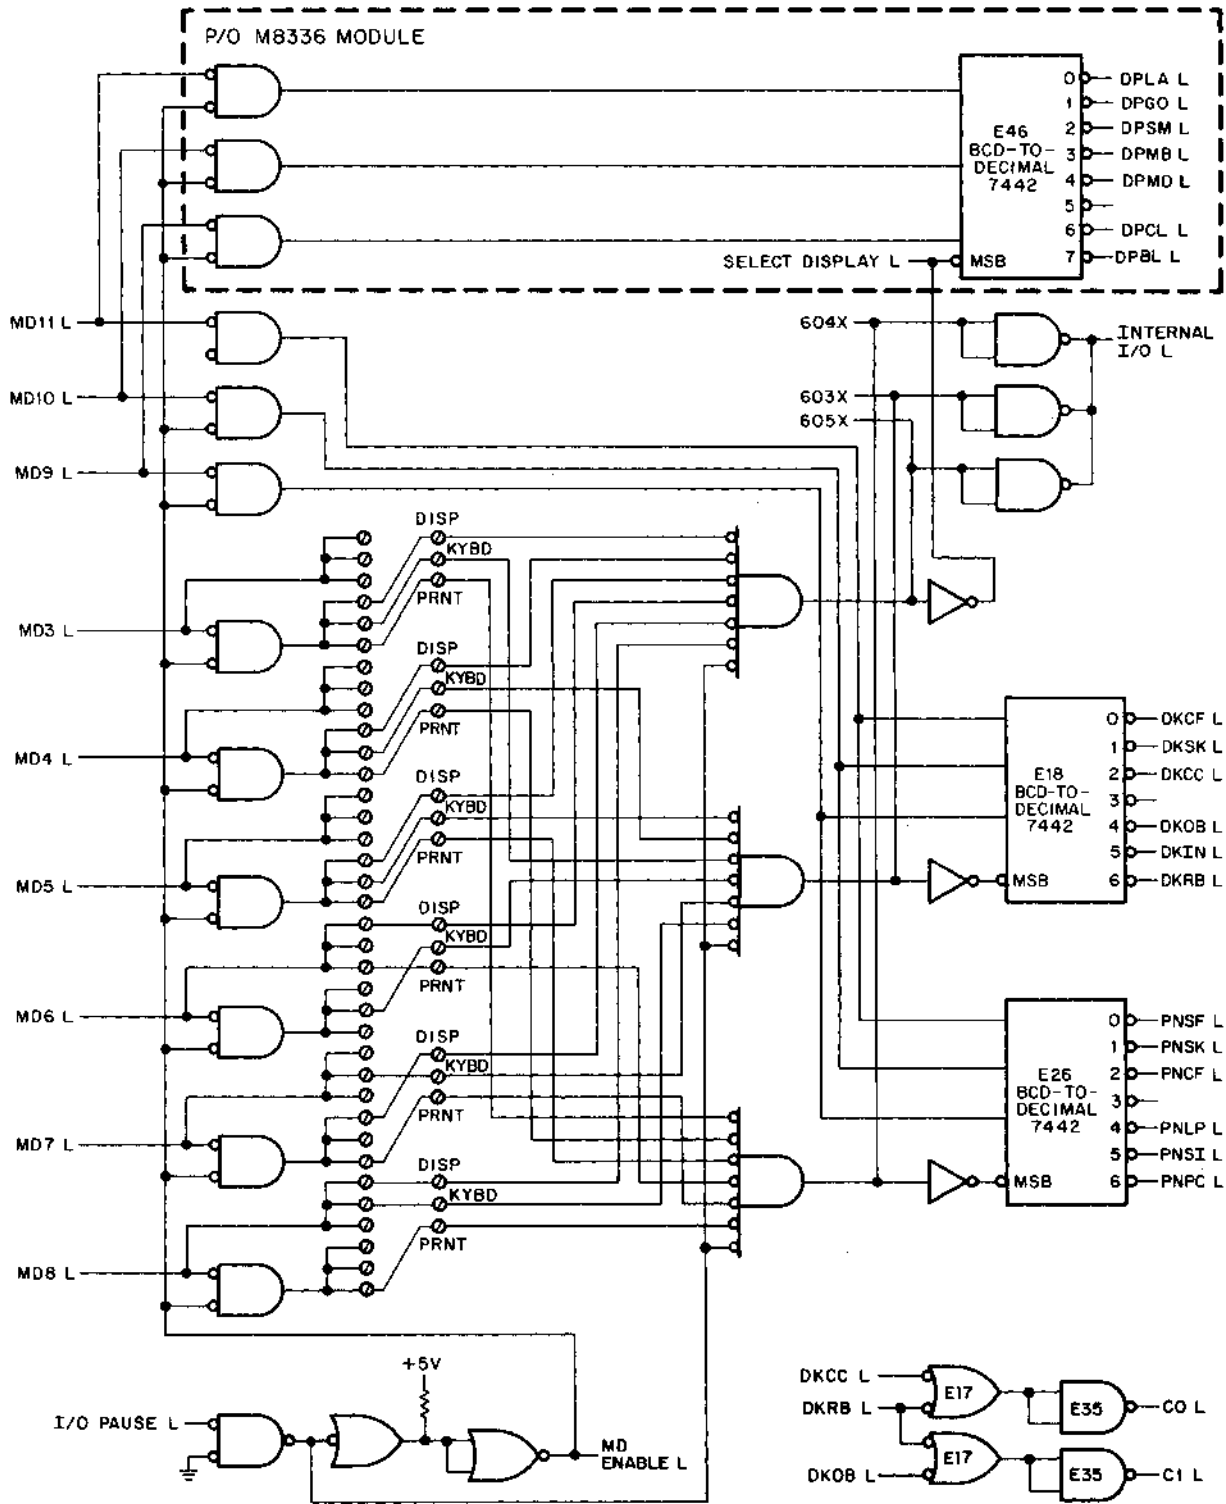 P/O M8336 MODULE
E46
BCD-TO-
DECIMAL
7442
MSB
0
1
2
3
4
5
6
7
DPLA L
DPGO L
DPSM L
DPMB L
DPMD L
DPCL L
DPBL L
SELECT DISPLAY L
MD11 L
MD10 L
MD9 L
604X
603X
605X
INTERNAL
I/O L
MD3 L
DISP
KYBD
PRNT
MD4 L
DISP
KYBD
PRNT
MD5 L
DISP
KYBD
PRNT
MD6 L
DISP
KYBD
PRNT
MD7 L
DISP
KYBD
PRNT
MD8 L
DISP
KYBD
PRNT
E18
BCD-TO-
DECIMAL
7442
MSB
0
1
2
3
4
5
6
DKCF L
DKSK L
DKCC L
DKOB L
DKIN L
DKRB L
E26
BCD-TO-
DECIMAL
7442
MSB
0
1
2
3
4
5
6
PNSF L
PNSK L
PNCF L
PNLP L
PNSI L
PNPC L
+5V
I/O PAUSE L
MD
ENABLE L
DKCC L
DKRB L
DKOB L
E17
E35
C0 L
E17
E35
C1 L